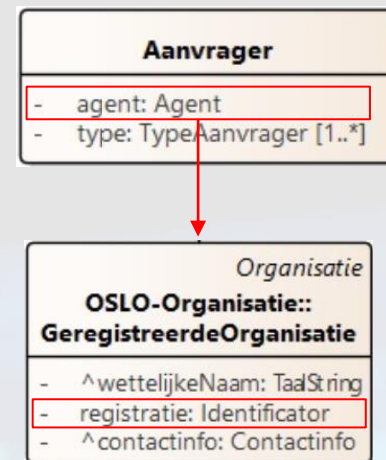 Aanvrager
- agent: Agent
- type: TypeAanvrager [1..*]
Organisatie
OSLO-Organisatie::
GeregistreerdeOrganisatie
- ^wettelijkeNaam: TaalString
- registratie: Identificator
- ^contactinfo: Contactinfo